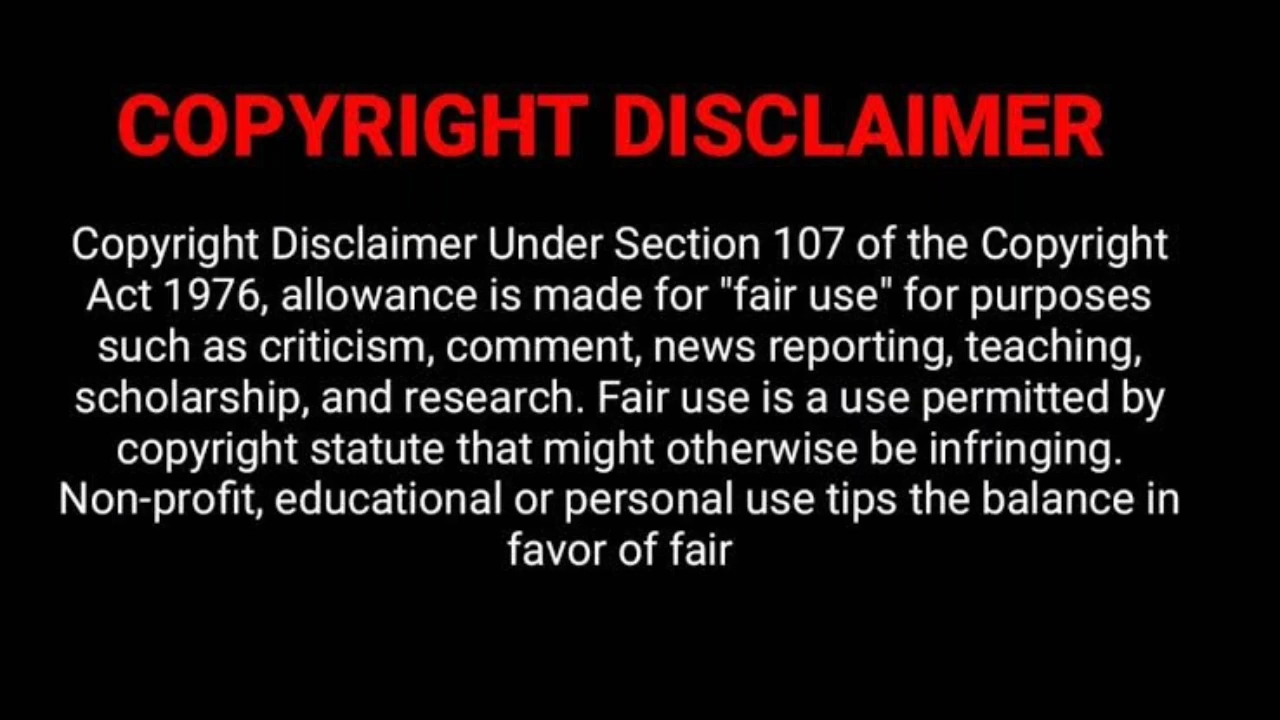 COPYRIGHT DISCLAIMER
Copyright Disclaimer Under Section 107 of the Copyright
Act 1976, allowance is made for "fair use" for purposes
such as criticism, comment, news reporting, teaching,
scholarship, and research. Fair use is a use permitted by
copyright statute that might otherwise be infringing.
Non-profit, educational or personal use tips the balance in
favor of fair